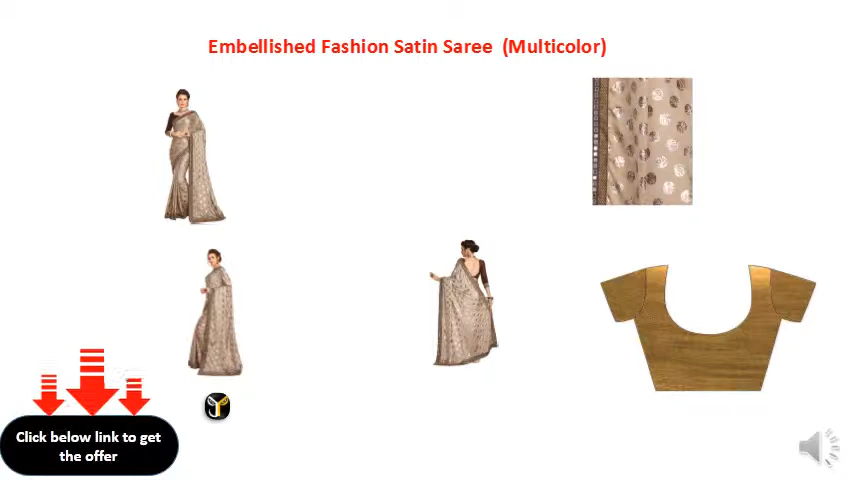 Embellished Fashion Satin Saree (Multicolor)
Click below link to get
the offer